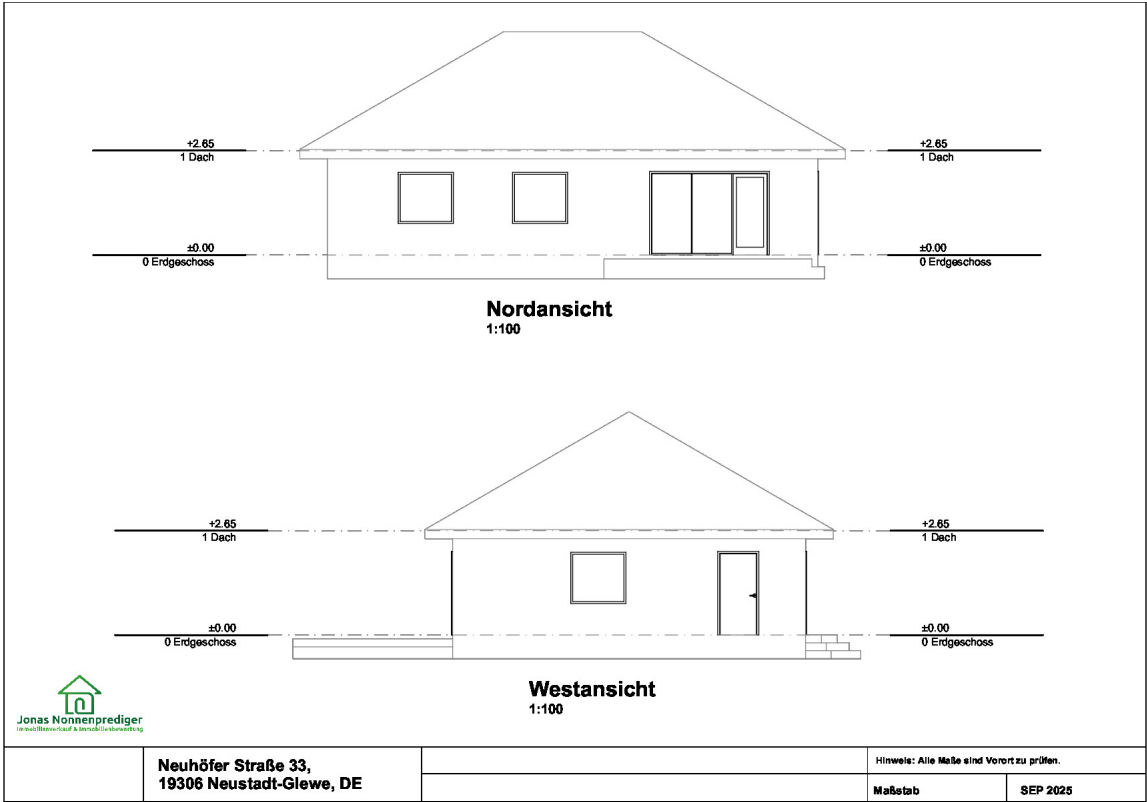 +2.65
1 Dach
+2.65
1 Dach
±0.00
0 Erdgeschoss
±0.00
0 Erdgeschoss
Nordansicht
1:100
+2.65
1 Dach
+2.65
1 Dach
±0.00
0 Erdgeschoss
±0.00
0 Erdgeschoss
Westansicht
1:100
Jonas Nonnenprediger
Immobilienverkauf & Immobilienbewertung
Neuhöfer Straße 33,
19306 Neustadt-Glewe, DE
Hinweis: Alle Maße sind Vorort zu prüfen.
Maßstab
SEP 2025